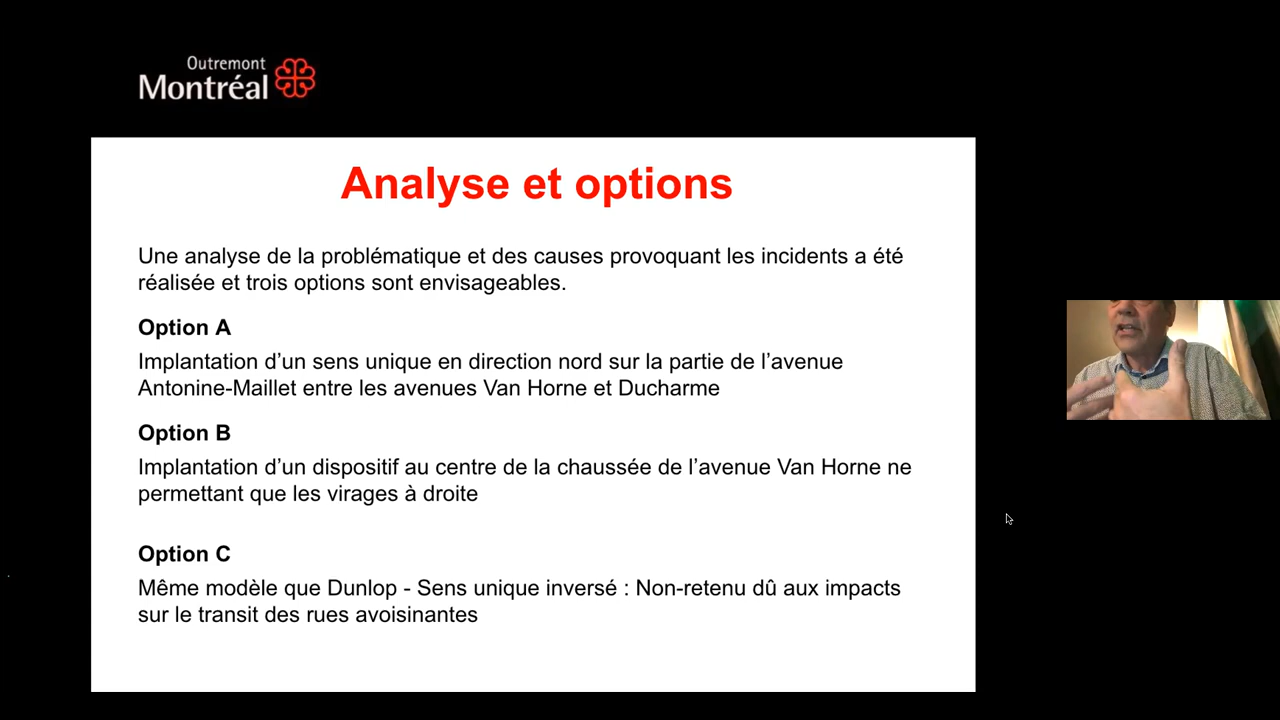 Outremont
Montréal
Analyse et options
Une analyse de la problématique et des causes provoquant les incidents a été
réalisée et trois options sont envisageables.
Option A
Implantation d’un sens unique en direction nord sur la partie de l’avenue
Antonine-Maillet entre les avenues Van Horne et Ducharme
Option B
Implantation d’un dispositif au centre de la chaussée de l’avenue Van Horne ne
permettant que les virages à droite
Option C
Même modèle que Dunlop - Sens unique inversé : Non-retenu dû aux impacts
sur le transit des rues avoisinantes